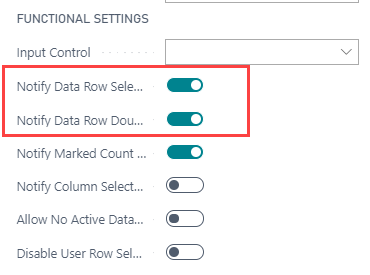 FUNCTIONAL SETTINGS
Input Control
Notify Data Row Sele...
Notify Data Row Dou...
Notify Marked Count ...
Notify Column Select...
Allow No Active Data...
Disable User Row Sel...